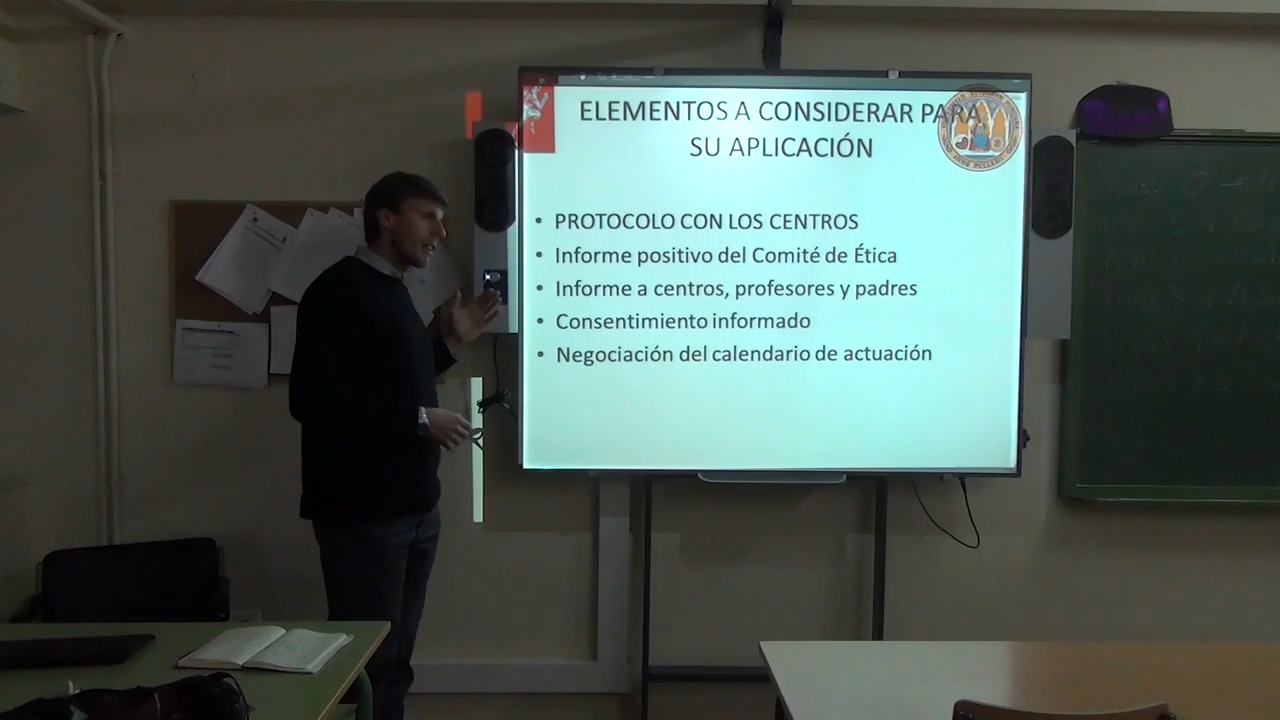 ELEMENTOS A CONSIDERAR PARA
SU APLICACIÓN
• PROTOCOLO CON LOS CENTROS
• Informe positivo del Comité de Ética
• Informe a centros, profesores y padres
• Consentimiento informado
• Negociación del calendario de actuación